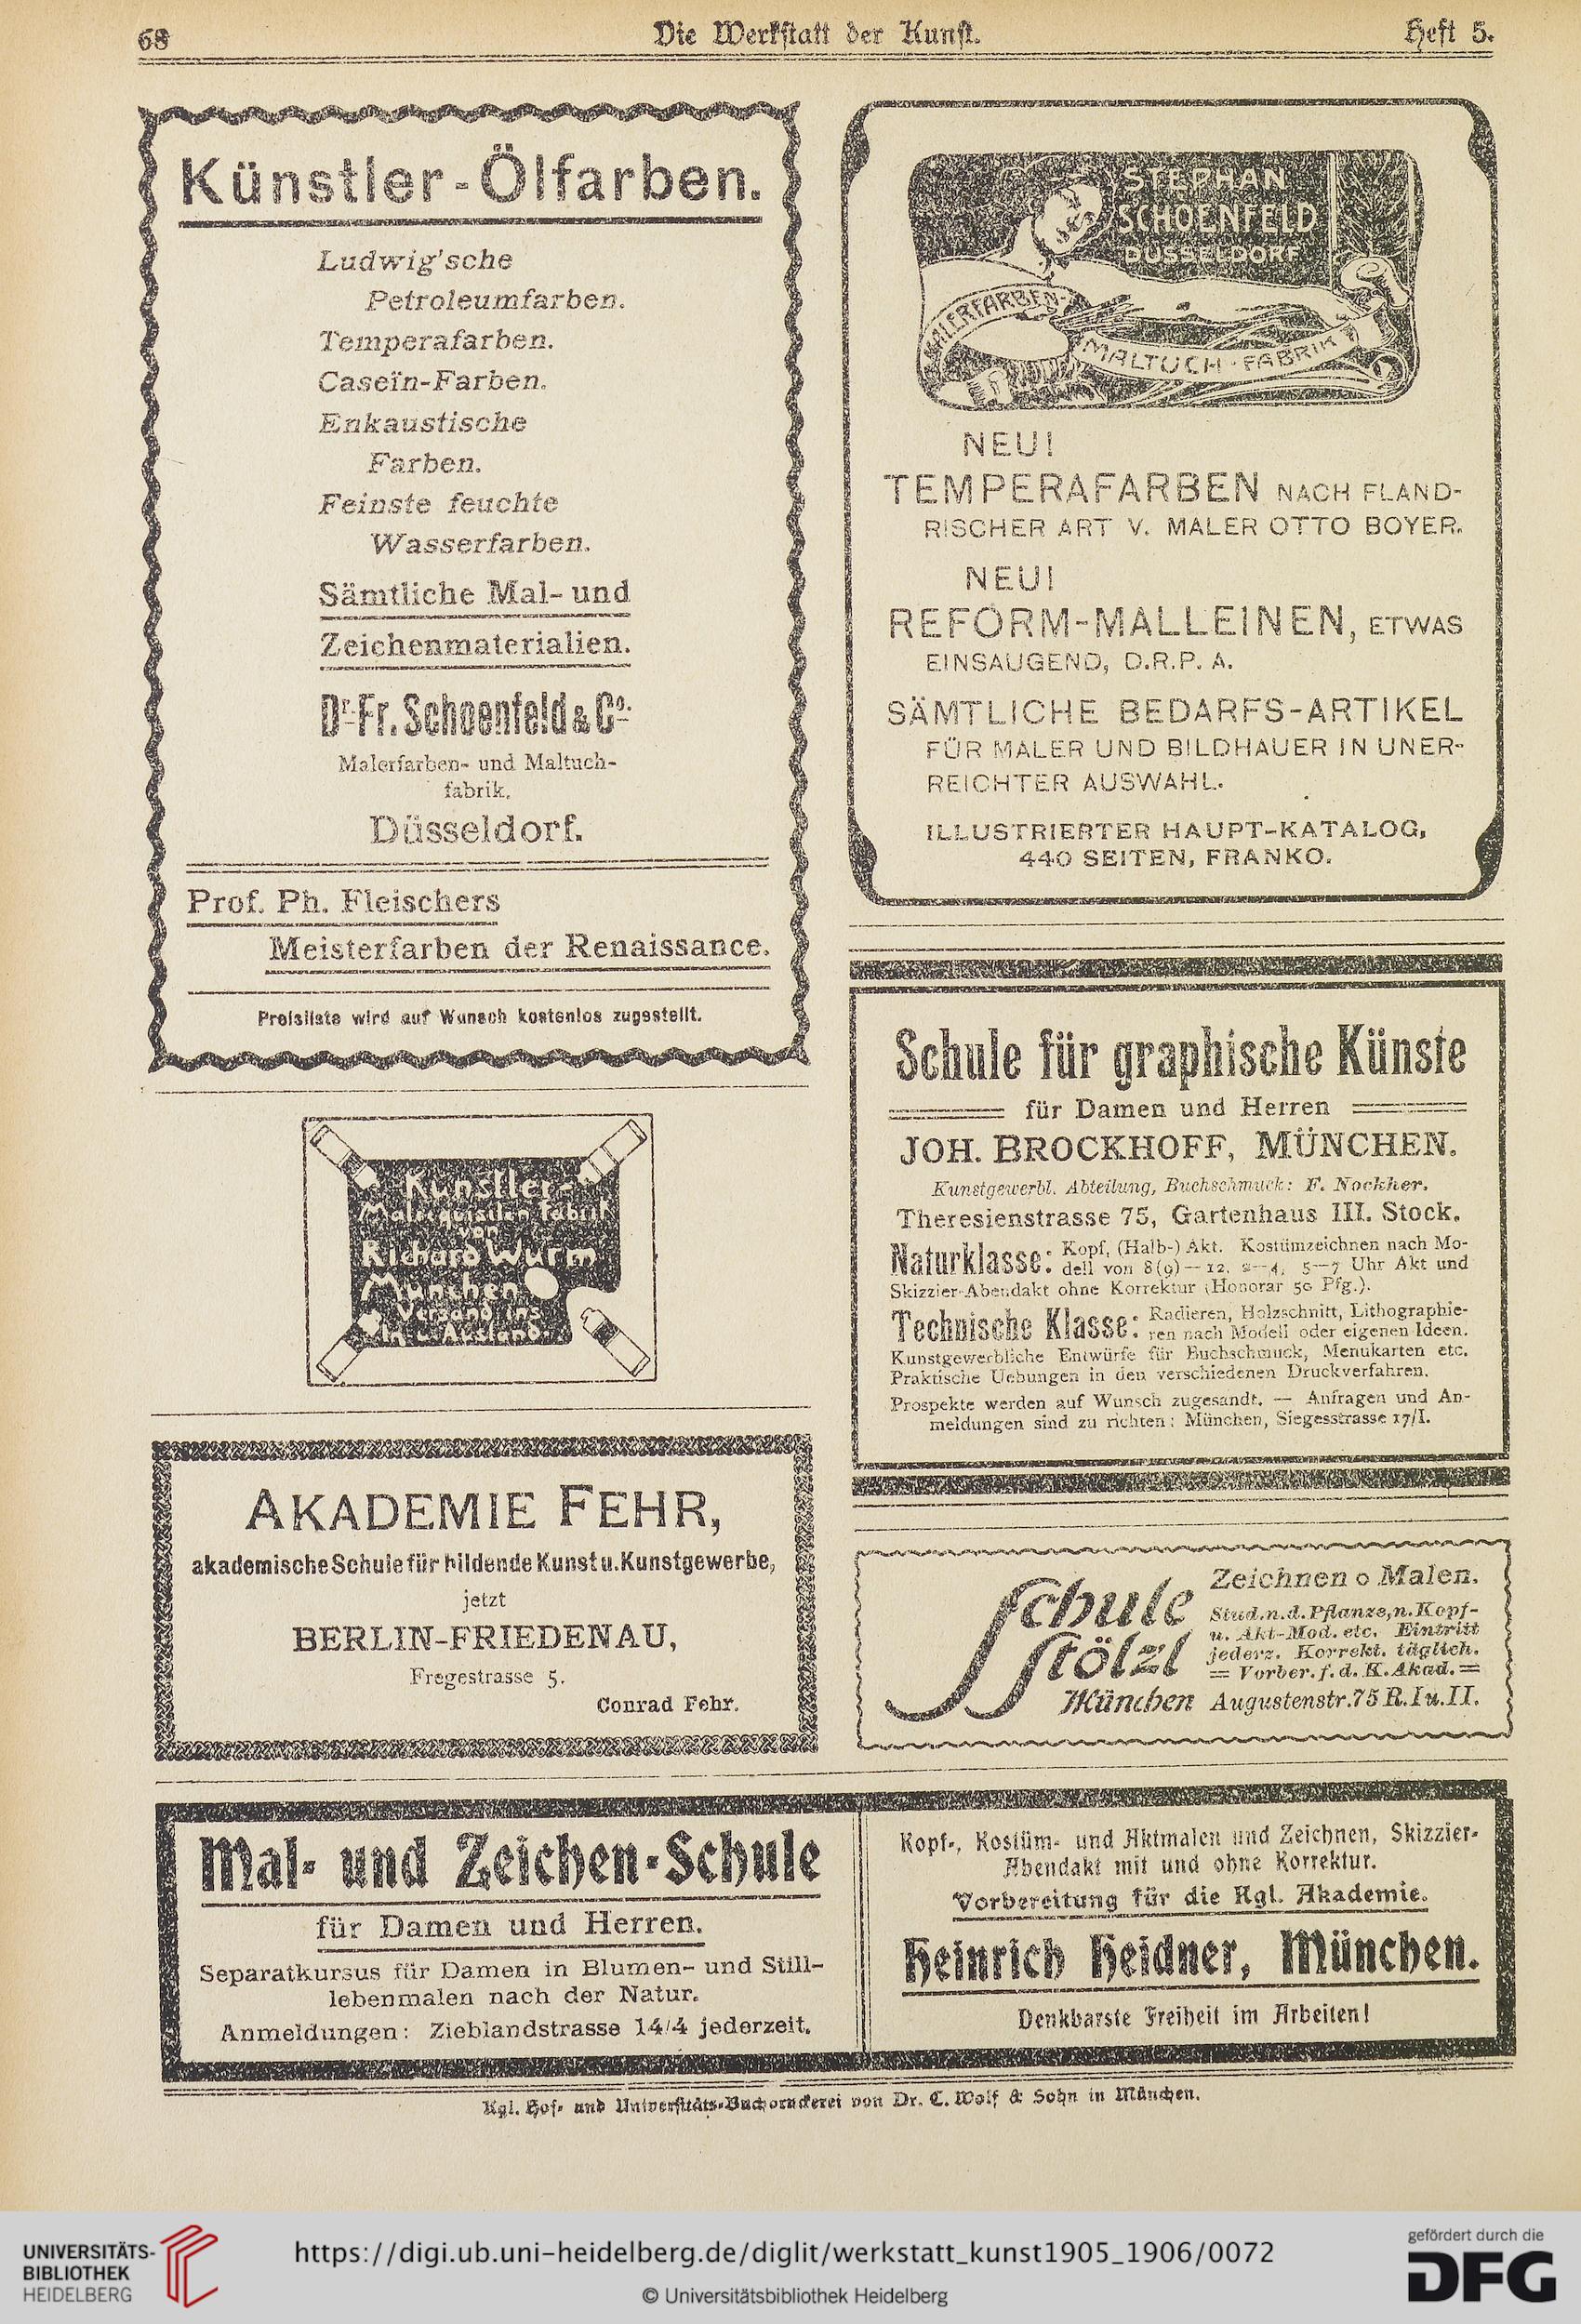 68
Die Werkstatt der Kunst.
Heft 5.
Künstler-Ölfarben.
Ludwig'sche
Petroleumfarben.
Temperafarben.
Caseïn-Farben.
Enkaustische
Farben.
Feinste feuchte
Wasserfarben.
Sämtliche Mal- und
Zeichenmaterialien.
Dr. Fr. Schoenfeld & Co.
Malerfarben- und Maltuch-
fabrik.
Düsseldorf.
Prof. Ph. Fleischers
Meisterfarben der Renaissance.
Preisliste wird auf Wunsch kostenlos zugestellt.
Künstler-
Malrequisiten Fabrik
von
Richard Wurm
München
Versand ins
In u. Ausland.
AKADEMIE FEHR,
akademische Schule für bildende Kunst u. Kunstgewerbe,
jetzt
BERLIN-FRIEDENAU,
Fregestrasse 5.
Conrad Fehr.
STEPHAN
SCHOENFELD
DÜSSELDORF
MALERFARBEN-
MALTUCH-FABRIK
NEU!
TEMPERAFARBEN NACH FLAND-
RISCHER ART V. MALER OTTO BOYER.
NEU!
REFORM-MALLEINEN, ETWAS
EINSAUGEND, D.R.P. A.
SÄMTLICHE BEDARFS-ARTIKEL
FÜR MALER UND BILDHAUER IN UNER-
REICHTER AUSWAHL.
ILLUSTRIERTER HAUPT-KATALOG,
440 SEITEN, FRANKO.
Schule für graphische Künste
für Damen und Herren
JOH. BROCKHOFF, MÜNCHEN.
Kunstgewerbl. Abteilung, Buchschmuck: F. Nockher.
Theresienstrasse 75, Gartenhaus III. Stock.
Naturklasse: Kopf, (Halb-) Akt. Kostümzeichnen nach Mo-
dell von 8(9)—12, 2—4, 5—7 Uhr Akt und
Skizzier-Abendakt ohne Korrektur (Honorar 50 Pfg.).
Technische Klasse: Radieren, Holzschnitt, Lithographie-
ren nach Modell oder eigenen Ideen.
Kunstgewerbliche Entwürfe für Buchschmuck, Menukarten etc.
Praktische Uebungen in den verschiedenen Druckverfahren.
Prospekte werden auf Wunsch zugesandt. — Anfragen und An-
meldungen sind zu richten: München, Siegesstrasse 17/I.
Schule
Stölzl
München
Zeichnen o Malen.
Stud.n.d.Pflanze,n.Kopf-
u. Akt-Mod. etc. Eintritt
jederz. Korrekt. täglich.
= Vorber. f. d. K. Akad. =
Augustenstr. 75 R. I u. II.
Mal- und Zeichen-Schule
für Damen und Herren.
Separatkursus für Damen in Blumen- und Still-
lebenmalen nach der Natur.
Anmeldungen: Zieblandstrasse 14/4 jederzeit.
Kopf-, Kostüm- und Aktmalen und Zeichnen, Skizzier-
Abendakt mit und ohne Korrektur.
Vorbereitung für die Kgl. Akademie.
Heinrich Heidner, München.
Denkbarste Freiheit im Arbeiten!
Kgl. Hof- und Universitäts-Buchdruckerei von Dr. C. Wolf & Sohn in München.
UNIVERSITÄTS-
BIBLIOTHEK
HEIDELBERG
https://digi.ub.uni-heidelberg.de/diglit/werkstatt_kunst1905_1906/0072
© Universitätsbibliothek Heidelberg
gefördert durch die
DFG